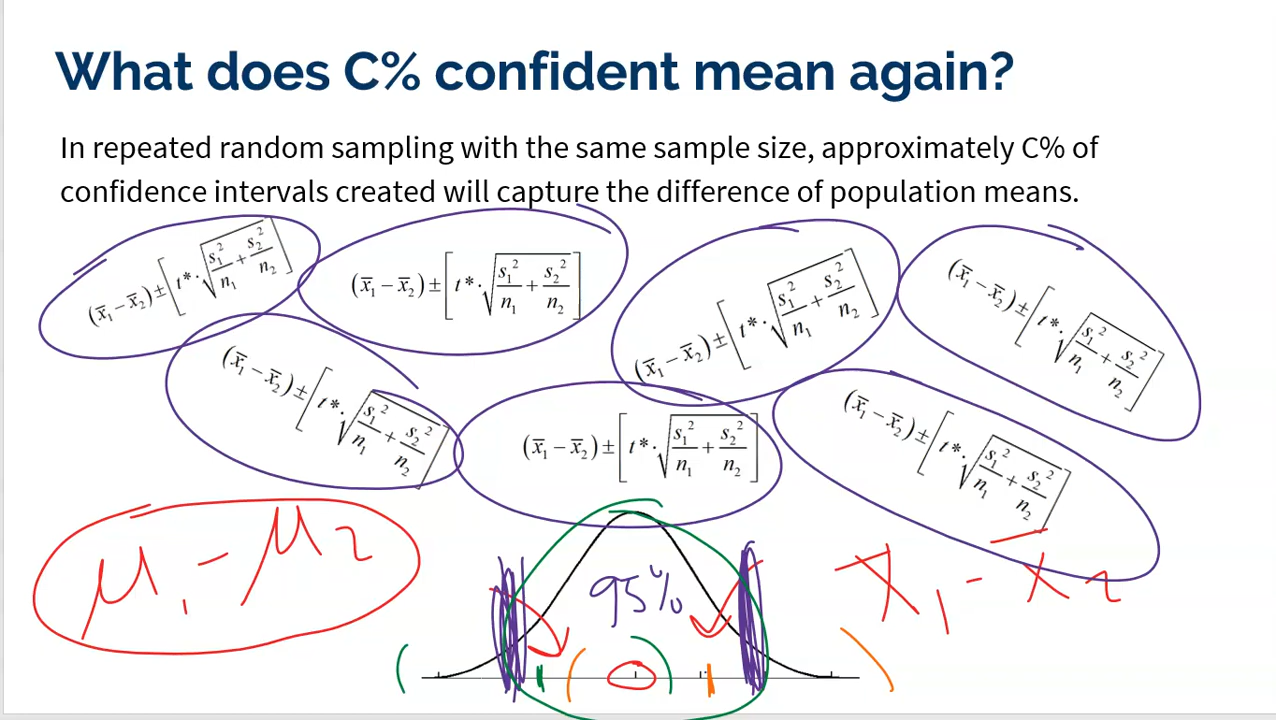 What does C% confident mean again?
In repeated random sampling with the same sample size, approximately C% of
confidence intervals created will capture the difference of population means.
(x̄₁ − x̄₂) ± [t* · √(s₁²/n₁ + s₂²/n₂)]
(x̄₁ − x̄₂) ± [t* · √(s₁²/n₁ + s₂²/n₂)]
(x̄₁ − x̄₂) ± [t* · √(s₁²/n₁ + s₂²/n₂)]
(x̄₁ − x̄₂) ± [t* · √(s₁²/n₁ + s₂²/n₂)]
(x̄₁ − x̄₂) ± [t* · √(s₁²/n₁ + s₂²/n₂)]
(x̄₁ − x̄₂) ± [t* · √(s₁²/n₁ + s₂²/n₂)]
(x̄₁ − x̄₂) ± [t* · √(s₁²/n₁ + s₂²/n₂)]
μ₁ − μ₂
95%
x̄₁ − x̄₂